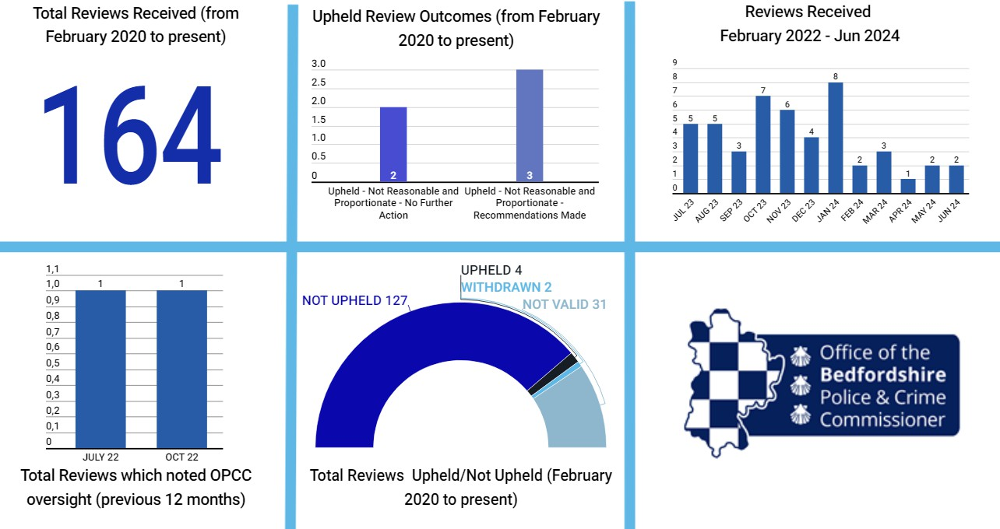 Total Reviews Received (from
February 2020 to present)
164
Upheld Review Outcomes (from February
2020 to present)
3.0
2.5
2.0
1.5
1.0
0.5
0
2
3
Upheld - Not Reasonable and
Proportionate - No Further
Action
Upheld - Not Reasonable and
Proportionate -
Recommendations Made
Reviews Received
February 2022 - Jun 2024
9
8
7
6
5
4
3
2
1
0
5
5
3
7
6
4
8
2
3
1
2
2
JUL 23
AUG 23
SEP 23
OCT 23
NOV 23
DEC 23
JAN 24
FEB 24
MAR 24
APR 24
MAY 24
JUN 24
1,1
1,0
0,9
0,8
0,7
0,6
0,5
0,4
0,3
0,2
0,1
0
1
1
JULY 22
OCT 22
Total Reviews which noted OPCC
oversight (previous 12 months)
UPHELD 4
WITHDRAWN 2
NOT VALID 31
NOT UPHELD 127
Total Reviews  Upheld/Not Upheld (February
2020 to present)
Office of the
Bedfordshire
Police & Crime
Commissioner